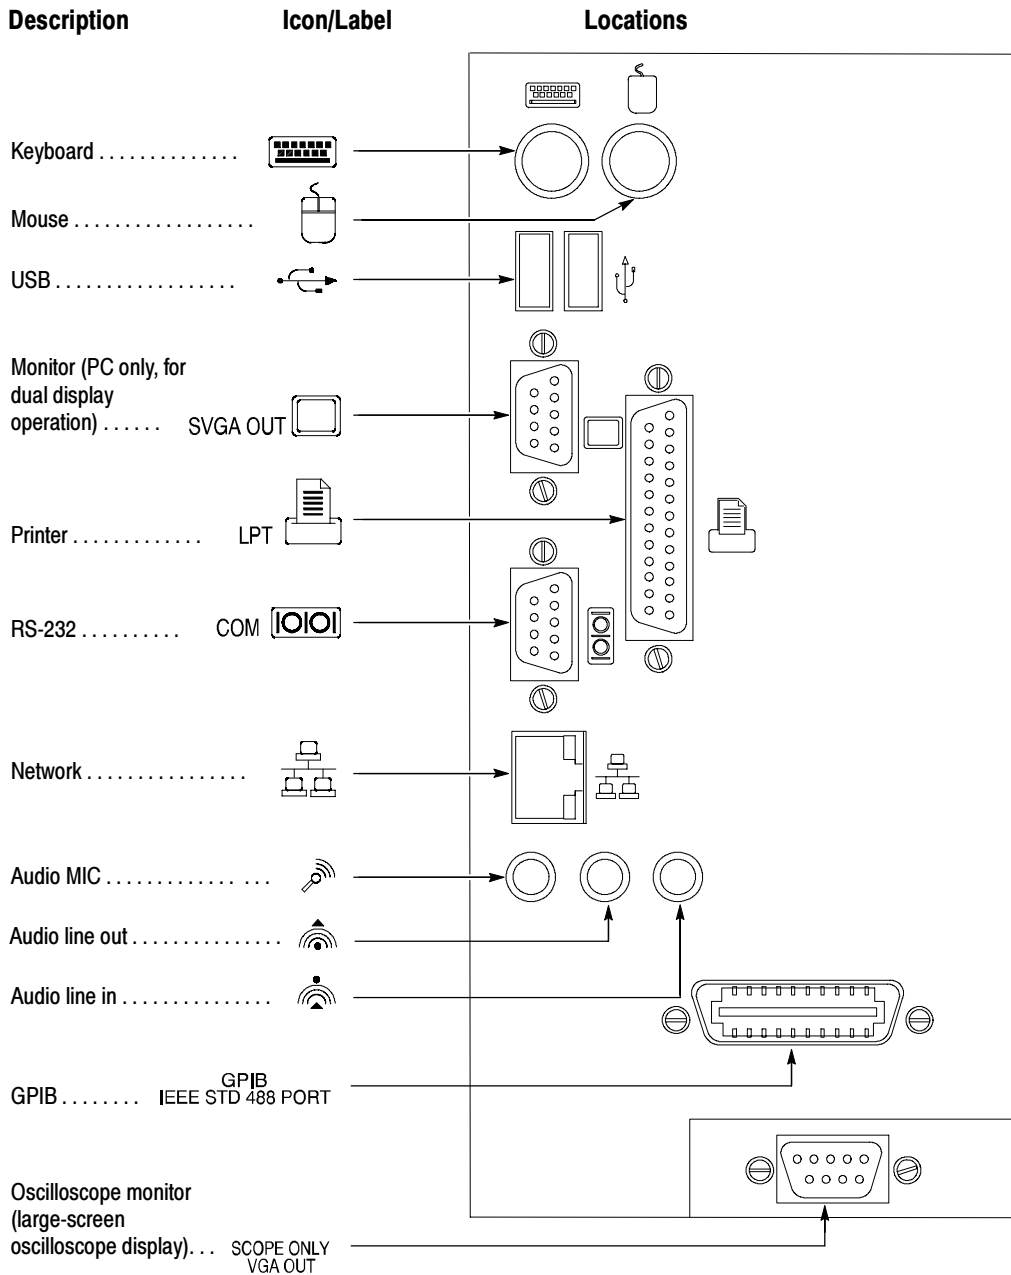 Description Icon/Label Locations
Keyboard . . . . . . . . . . . . . .
Mouse . . . . . . . . . . . . . . . . . .
USB . . . . . . . . . . . . . . . . . .
Monitor (PC only, for
dual display
operation) . . . . . . SVGA OUT
Printer . . . . . . . . . . . . . LPT
RS-232 . . . . . . . . . . COM
Network . . . . . . . . . . . . . . . .
Audio MIC . . . . . . . . . . . . . . . .
Audio line out . . . . . . . . . . . . . . .
Audio line in . . . . . . . . . . . . . . .
GPIB . . . . . . . . GPIB
IEEE STD 488 PORT
Oscilloscope monitor
(large-screen
oscilloscope display). . . SCOPE ONLY
VGA OUT